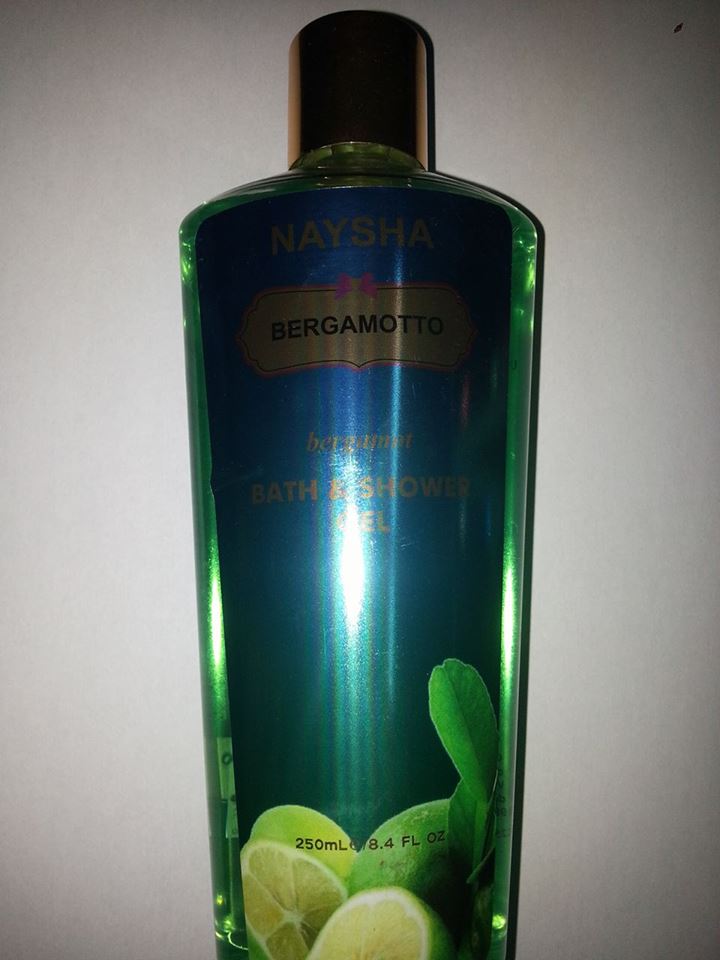 NAYSHA
BERGAMOTTO
bergamot
BATH & SHOWER
GEL
250mL e 8.4 FL OZ